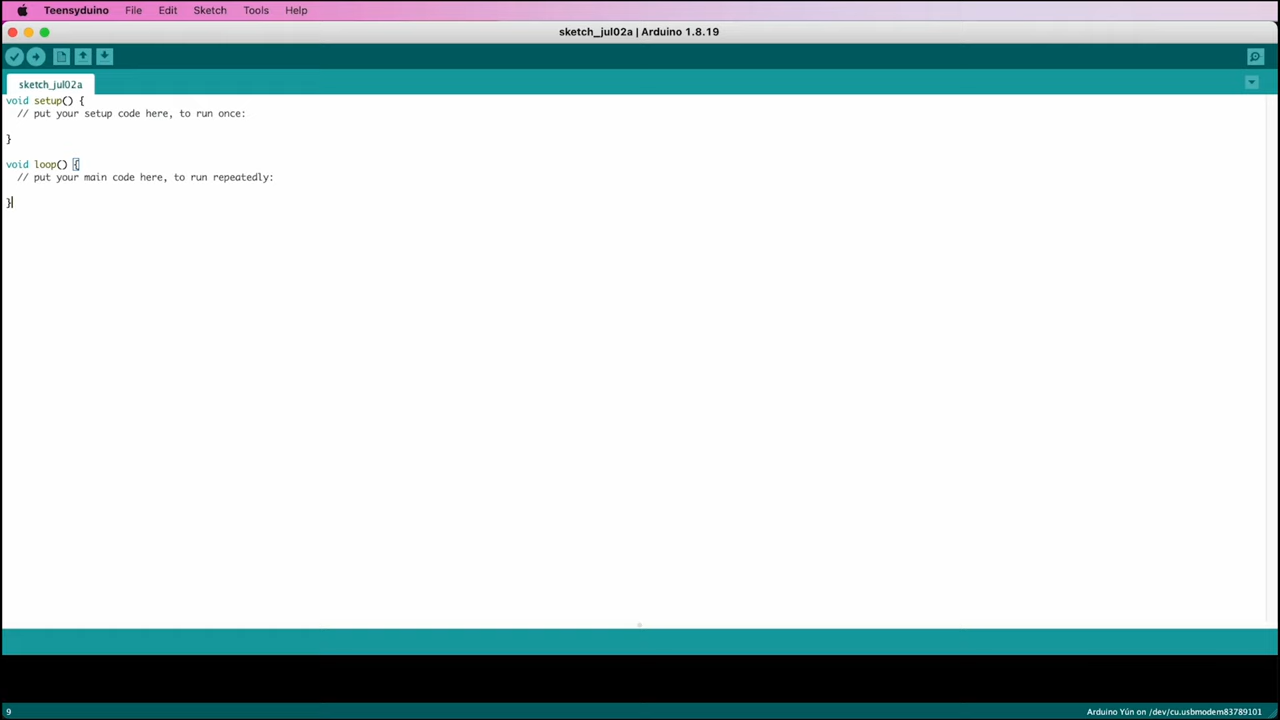 Teensyduino File Edit Sketch Tools Help
sketch_jul02a | Arduino 1.8.19
sketch_jul02a
void setup() {
// put your setup code here, to run once:
}
void loop() {
// put your main code here, to run repeatedly:
}
9 Arduino Yún on /dev/cu.usbmodem83789101